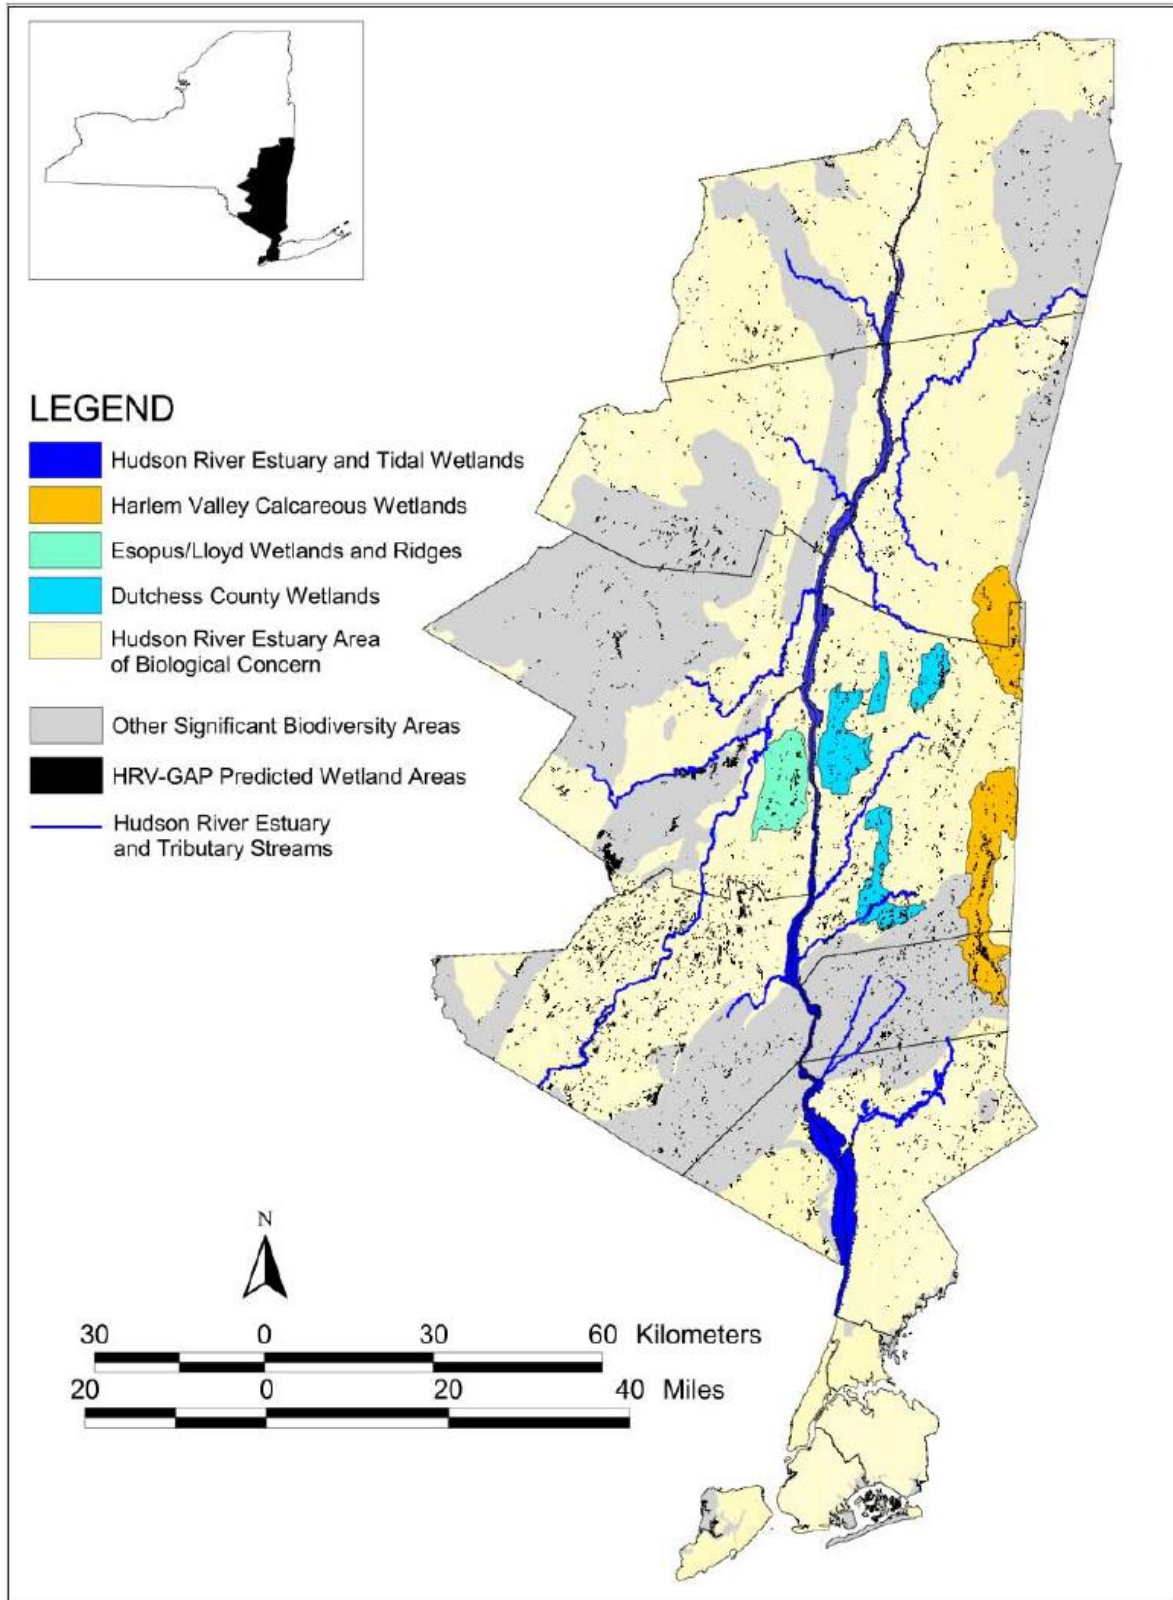 LEGEND
Hudson River Estuary and Tidal Wetlands
Harlem Valley Calcareous Wetlands
Esopus/Lloyd Wetlands and Ridges
Dutchess County Wetlands
Hudson River Estuary Area
of Biological Concern
Other Significant Biodiversity Areas
HRV-GAP Predicted Wetland Areas
Hudson River Estuary
and Tributary Streams
N
30 0 30 60 Kilometers
20 0 20 40 Miles